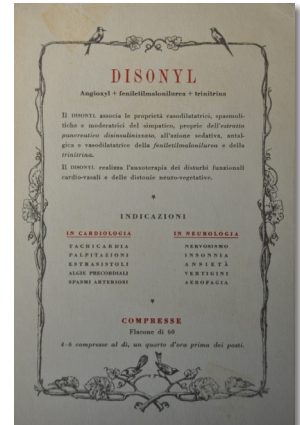 DISONYL
Angioxyl + feniletilmalonilurea + trinitrina
Il DISONYL associa le proprietà vasodilatatrici, spasmoli-
tiche e moderatrici del simpatico, proprie dell'estratto
pancreatico disinsulinizzato, all'azione sedativa, antal-
gica e vasodilatatrice della feniletilmalonilurea e della
trinitrina.
Il DISONYL realizza l'anxoterapia dei disturbi funzionali
cardio-vasali e delle distonie neuro-vegetative.
INDICAZIONI
IN CARDIOLOGIA
TACHICARDIA
PALPITAZIONI
ESTRASISTOLI
ALGIE PRECORDIALI
SPASMI ARTERIOSI
IN NEUROLOGIA
NERVOSISMO
INSONNIA
ANSIETÀ
VERTIGINI
AEROFAGIA
COMPRESSE
Flacone di 60
4-6 compresse al dì, un quarto d'ora prima dei pasti.